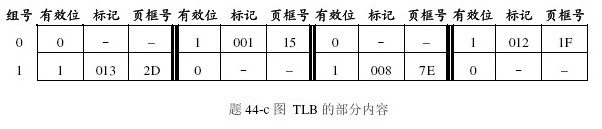 组号 有效位 标记 页框号 有效位 标记 页框号 有效位 标记 页框号 有效位 标记 页框号
0 0 - – 1 001 15 0 - – 1 012 1F
1 1 013 2D 0 - – 1 008 7E 0 - –
题 44-c 图 TLB 的部分内容